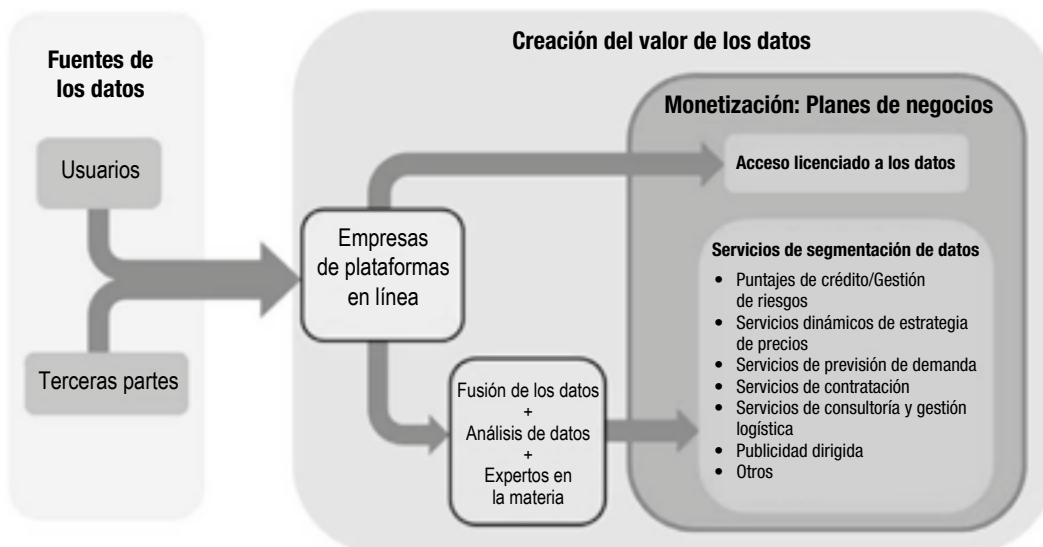 Fuentes de
los datos
Usuarios
Terceras partes
Creación del valor de los datos
Empresas
de plataformas
en línea
Fusión de los datos
+
Análisis de datos
+
Expertos en
la materia
Monetización: Planes de negocios
Acceso licenciado a los datos
Servicios de segmentación de datos
• Puntajes de crédito/Gestión
de riesgos
• Servicios dinámicos de estrategia
de precios
• Servicios de previsión de demanda
• Servicios de contratación
• Servicios de consultoría y gestión
logística
• Publicidad dirigida
• Otros